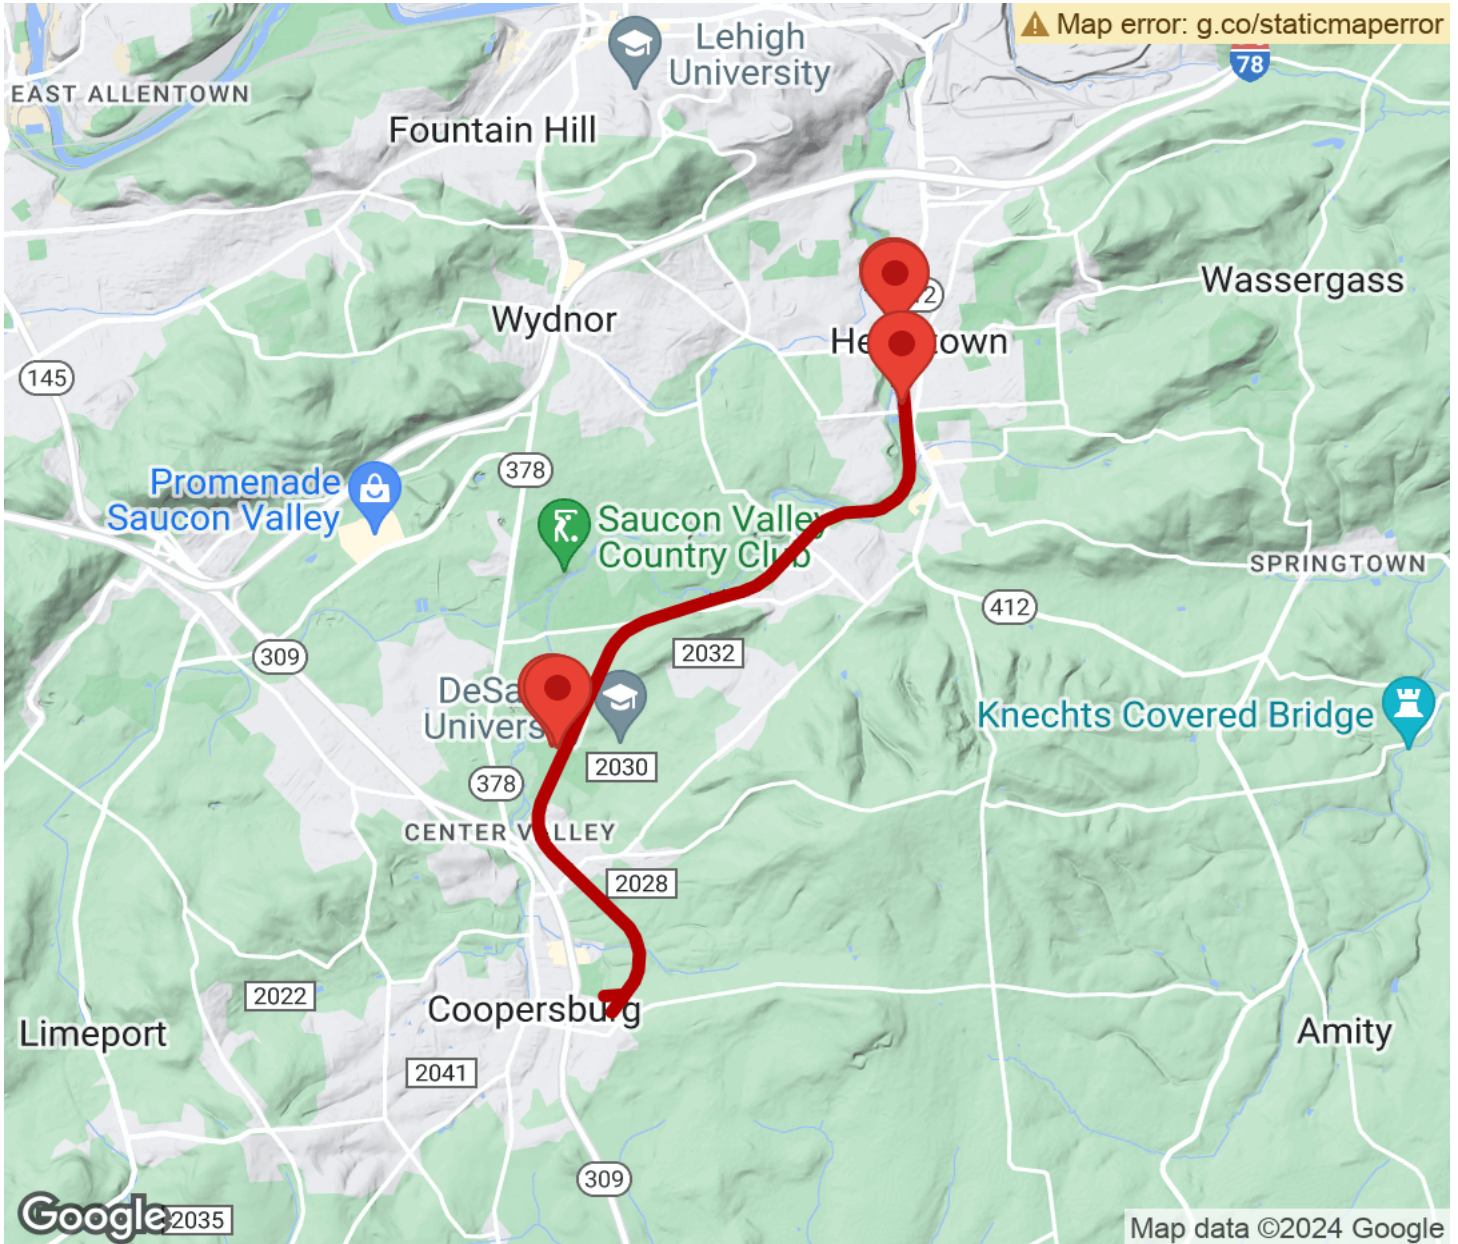 Map error: g.co/staticmaperror
Lehigh
University
78
EAST ALLENTOWN
Fountain Hill
Wassergass
Wydnor
145
378
Promenade
Saucon Valley
Saucon Valley
Country Club
SPRINGTOWN
412
309
2032
Knechts Covered Bridge
2030
378
CENTER VALLEY
2028
2022
Coopersburg
Limeport
Amity
2041
309
Google
2035
Map data ©2024 Google